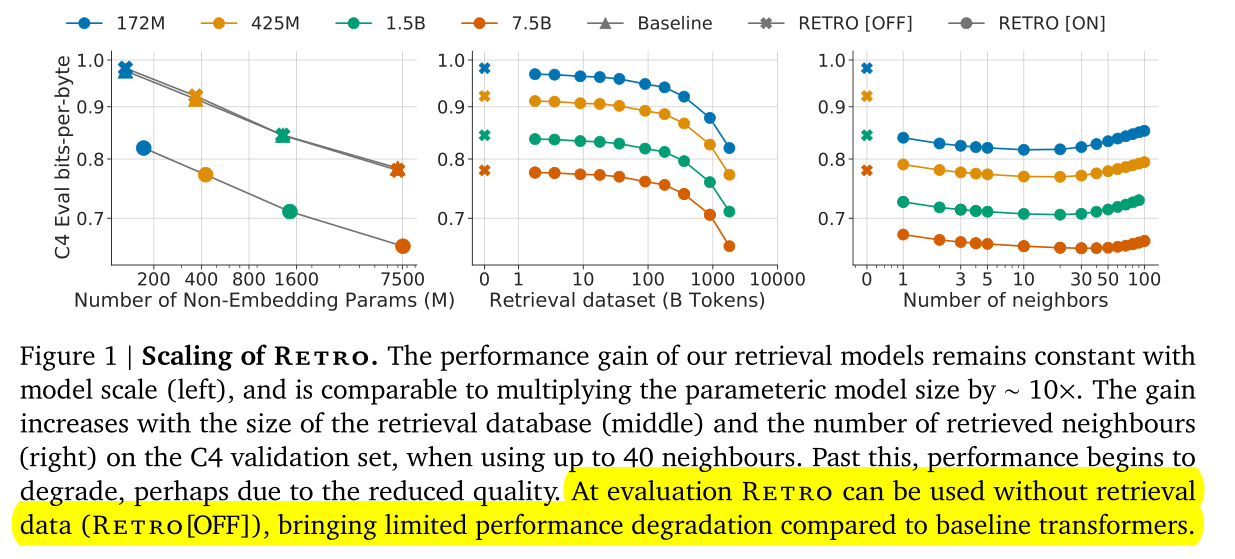 172M 425M 1.5B 7.5B Baseline RETRO [OFF] RETRO [ON]
C4 Eval bits-per-byte
1.0
0.9
0.8
0.7
200 400 800 1600 7500
Number of Non-Embedding Params (M)
1.0
0.9
0.8
0.7
0 1 10 100 1000 10000
Retrieval dataset (B Tokens)
1.0
0.9
0.8
0.7
0 1 3 5 10 30 50 100
Number of neighbors
Figure 1 | Scaling of RETRO. The performance gain of our retrieval models remains constant with
model scale (left), and is comparable to multiplying the parameteric model size by ~ 10×. The gain
increases with the size of the retrieval database (middle) and the number of retrieved neighbours
(right) on the C4 validation set, when using up to 40 neighbours. Past this, performance begins to
degrade, perhaps due to the reduced quality. At evaluation RETRO can be used without retrieval
data (RETRO[OFF]), bringing limited performance degradation compared to baseline transformers.